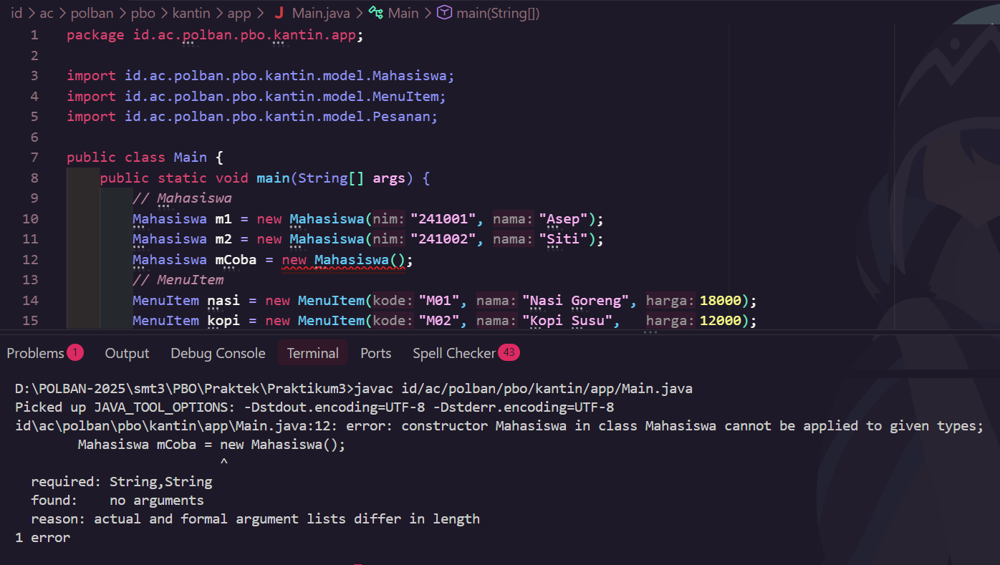 id > ac > polban > pbo > kantin > app > J Main.java > Main > main(String[])
1 package id.ac.polban.pbo.kantin.app;
2
3 import id.ac.polban.pbo.kantin.model.Mahasiswa;
4 import id.ac.polban.pbo.kantin.model.MenuItem;
5 import id.ac.polban.pbo.kantin.model.Pesanan;
6
7 public class Main {
8 public static void main(String[] args) {
9 // Mahasiswa
10 Mahasiswa m1 = new Mahasiswa(nim: "241001", nama: "Asep");
11 Mahasiswa m2 = new Mahasiswa(nim: "241002", nama: "Siti");
12 Mahasiswa mCoba = new Mahasiswa();
13 // MenuItem
14 MenuItem nasi = new MenuItem(kode: "M01", nama: "Nasi Goreng", harga: 18000);
15 MenuItem kopi = new MenuItem(kode: "M02", nama: "Kopi Susu", harga: 12000);
Problems 1 Output Debug Console Terminal Ports Spell Checker 43
D:\POLBAN-2025\smt3\PBO\Praktek\Praktikum3>javac id/ac/polban/pbo/kantin/app/Main.java
Picked up JAVA_TOOL_OPTIONS: -Dstdout.encoding=UTF-8 -Dstderr.encoding=UTF-8
id\ac\polban\pbo\kantin\app\Main.java:12: error: constructor Mahasiswa in class Mahasiswa cannot be applied to given types;
Mahasiswa mCoba = new Mahasiswa();
^
required: String,String
found: no arguments
reason: actual and formal argument lists differ in length
1 error